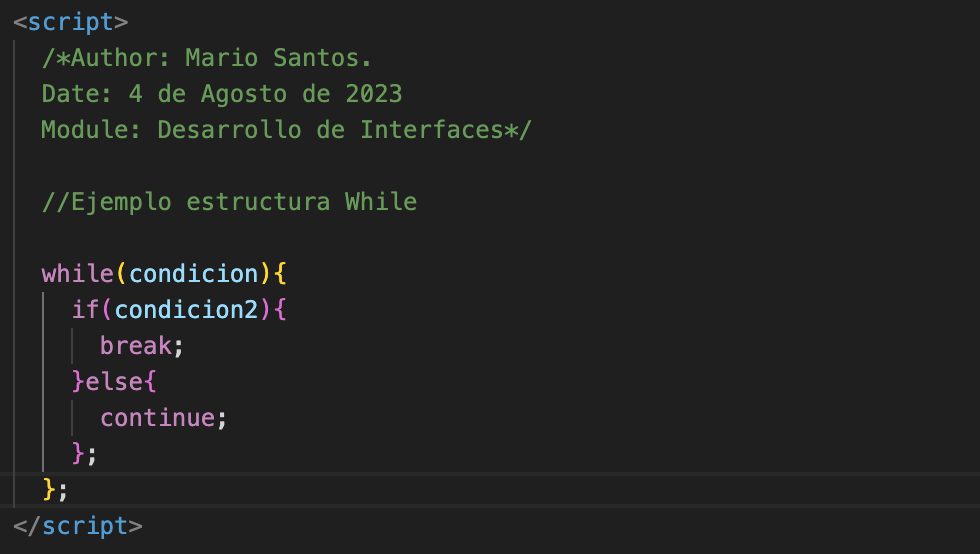 <script>
/*Author: Mario Santos.
Date: 4 de Agosto de 2023
Module: Desarrollo de Interfaces*/
//Ejemplo estructura While
while(condicion){
if(condicion2){
break;
}else{
continue;
};
};
</script>